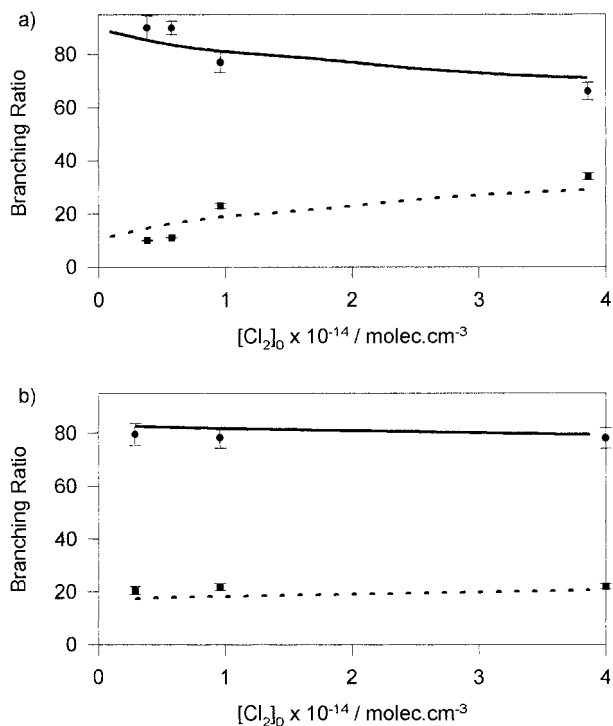 a)
80
60
40
20
0
Branching Ratio
0 1 2 3 4
[Cl₂]₀ x 10⁻¹⁴ / molec.cm⁻³
b)
80
60
40
20
0
Branching Ratio
0 1 2 3 4
[Cl₂]₀ x 10⁻¹⁴ / molec.cm⁻³